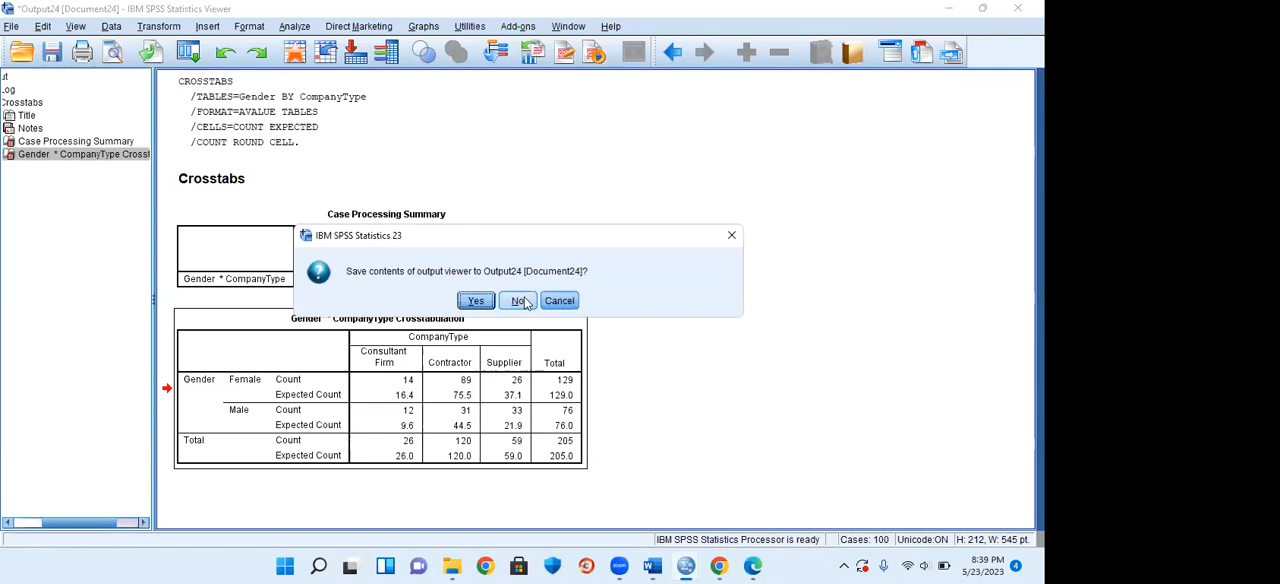 *Output24 [Document24] - IBM SPSS Statistics Viewer
File Edit View Data Transform Insert Format Analyze Direct Marketing Graphs Utilities Add-ons Window Help
ut
og
Crosstabs
Title
Notes
Case Processing Summary
Gender * CompanyType Crosst
CROSSTABS
/TABLES=Gender BY CompanyType
/FORMAT=AVALUE TABLES
/CELLS=COUNT EXPECTED
/COUNT ROUND CELL.
Crosstabs
Case Processing Summary
Gender * CompanyType
IBM SPSS Statistics 23
Save contents of output viewer to Output24 [Document24]?
Yes No Cancel
Gender * CompanyType Crosstabulation
CompanyType
Consultant Firm Contractor Supplier Total
Gender Female Count 14 89 26 129
Expected Count 16.4 75.5 37.1 129.0
Male Count 12 31 33 76
Expected Count 9.6 44.5 21.9 76.0
Total Count 26 120 59 205
Expected Count 26.0 120.0 59.0 205.0
IBM SPSS Statistics Processor is ready Cases: 100 Unicode:ON H: 212, W: 545 pt.
8:39 PM
5/23/2023
4